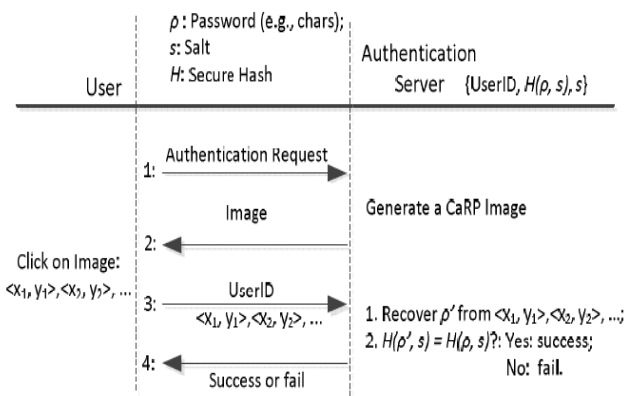 ρ : Password (e.g., chars);
s: Salt
H: Secure Hash
User
Authentication
Server {UserID, H(ρ, s), s}
Authentication Request
1:
Image
Generate a CaRP Image
2:
Click on Image:
<x₁, y₁>,<x₂, y₂>, ...
UserID
3:
<x₁, y₁>,<x₂, y₂>, ...
1. Recover ρ' from <x₁, y₁>,<x₂, y₂>, ...;
2. H(ρ', s) = H(ρ, s)?: Yes: success;
No: fail.
4:
Success or fail